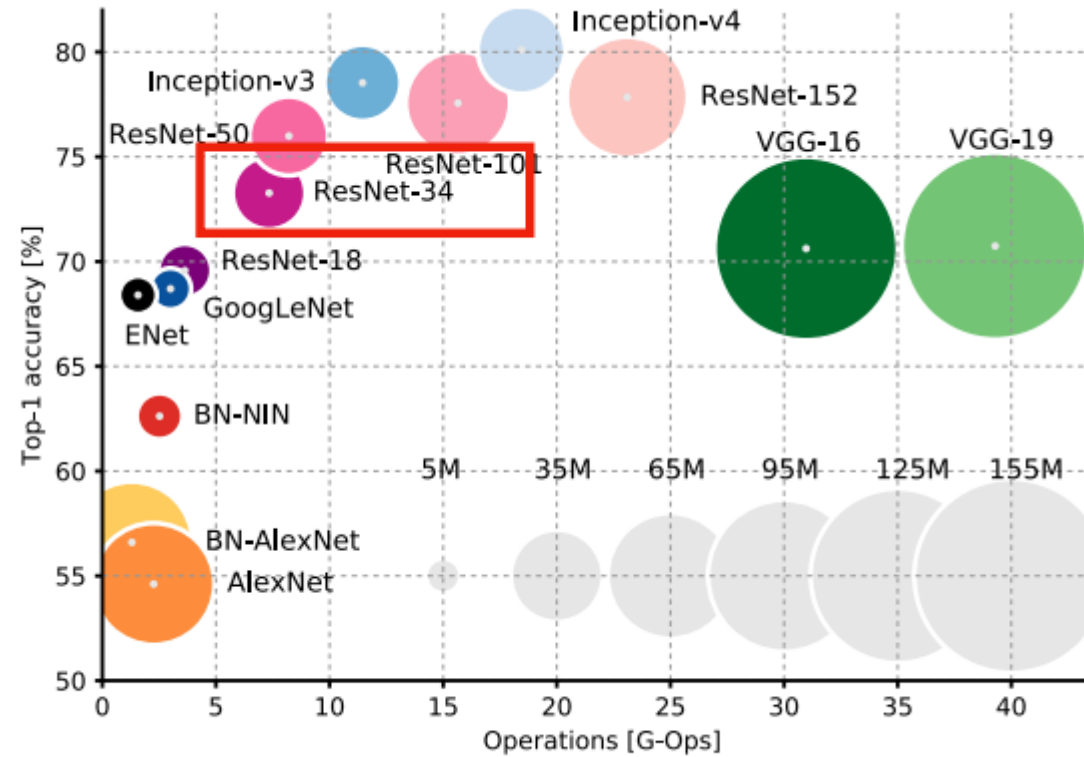 Inception-v4
80
Inception-v3
ResNet-152
ResNet-50
VGG-16
VGG-19
75
ResNet-101
ResNet-34
70
ResNet-18
GoogLeNet
ENet
65
BN-NIN
60
5M 35M 65M 95M 125M 155M
BN-AlexNet
55
AlexNet
50
0 5 10 15 20 25 30 35 40
Operations [G-Ops]
Top-1 accuracy [%]